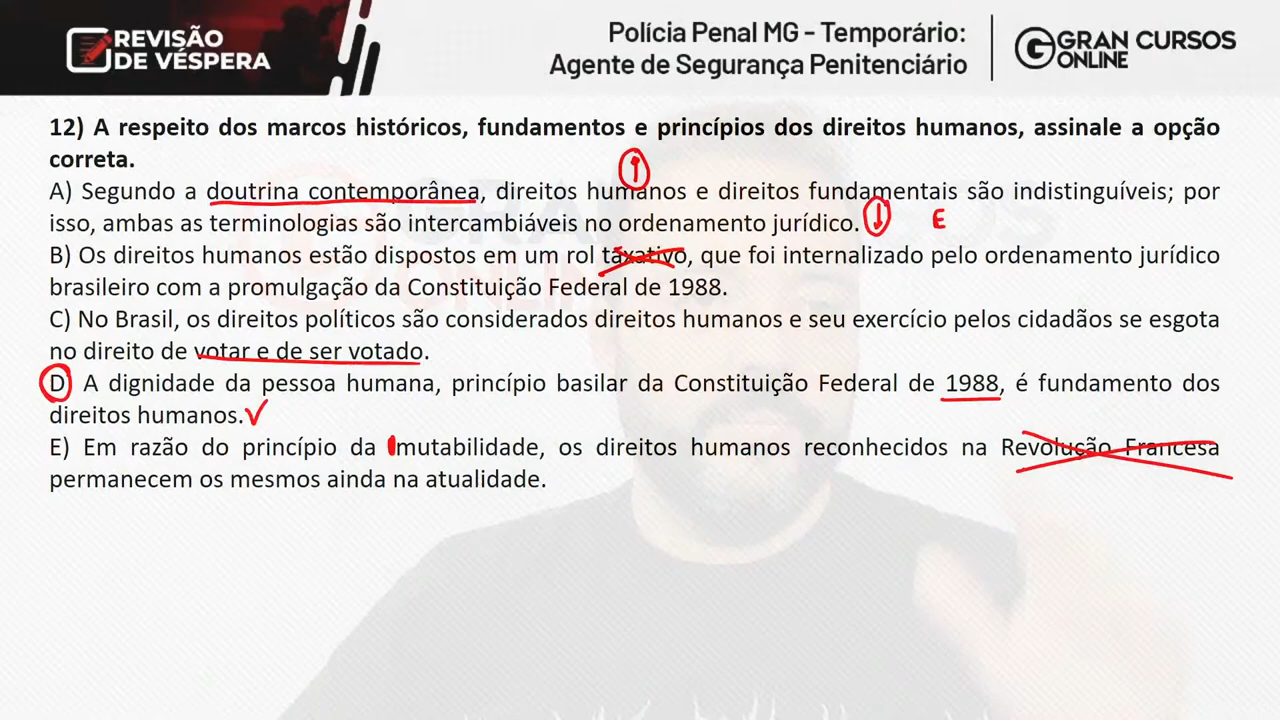 REVISÃO
DE VÉSPERA
Polícia Penal MG - Temporário:
Agente de Segurança Penitenciário
GRAN CURSOS
ONLINE
12) A respeito dos marcos históricos, fundamentos e princípios dos direitos humanos, assinale a opção
correta.
A) Segundo a doutrina contemporânea, direitos humanos e direitos fundamentais são indistinguíveis; por
isso, ambas as terminologias são intercambiáveis no ordenamento jurídico. E
B) Os direitos humanos estão dispostos em um rol taxativo, que foi internalizado pelo ordenamento jurídico
brasileiro com a promulgação da Constituição Federal de 1988.
C) No Brasil, os direitos políticos são considerados direitos humanos e seu exercício pelos cidadãos se esgota
no direito de votar e de ser votado.
D) A dignidade da pessoa humana, princípio basilar da Constituição Federal de 1988, é fundamento dos
direitos humanos.
E) Em razão do princípio da imutabilidade, os direitos humanos reconhecidos na Revolução Francesa
permanecem os mesmos ainda na atualidade.